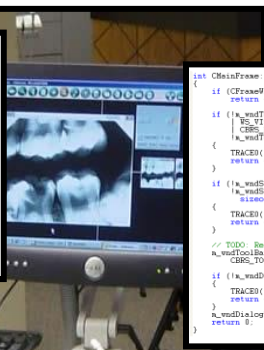 int CMainFrame:
{
if (CFrameW
return
if (!m_wndT
| WS_VI
| CBRS_
!m_wndT
{
TRACE0(
return
}
if (!m_wndS
!m_wndS
sizeo
{
TRACE0(
return
}
// TODO: Re
m_wndToolBa
CBRS_TO
if (!m_wndD
{
TRACE0(
return
}
m_wndDialog
return 0;
}